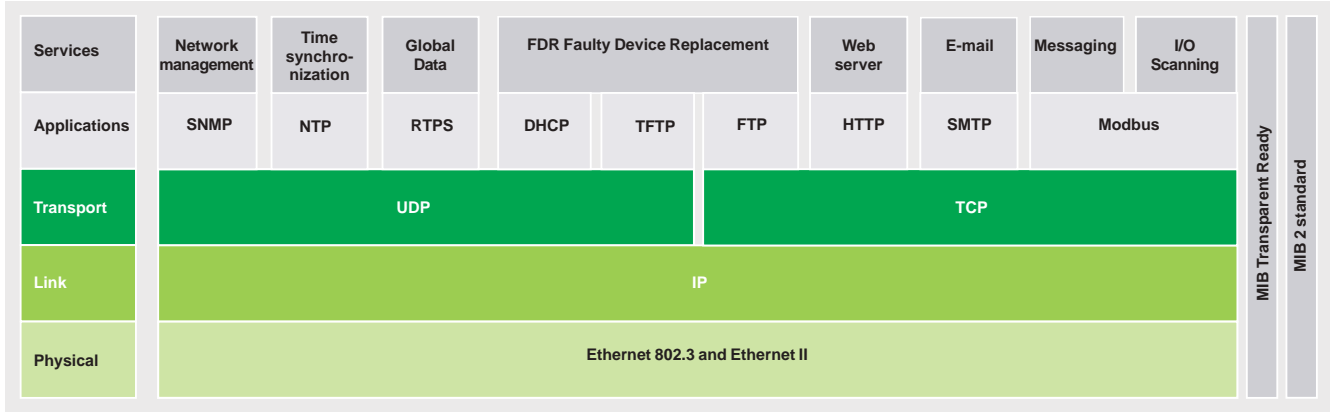 Services
Network
management
Time
synchro-
nization
Global
Data
FDR Faulty Device Replacement
Web
server
E-mail
Messaging
I/O
Scanning
Applications
SNMP
NTP
RTPS
DHCP
TFTP
FTP
HTTP
SMTP
Modbus
Transport
UDP
TCP
Link
IP
Physical
Ethernet 802.3 and Ethernet II
MIB Transparent Ready
MIB 2 standard